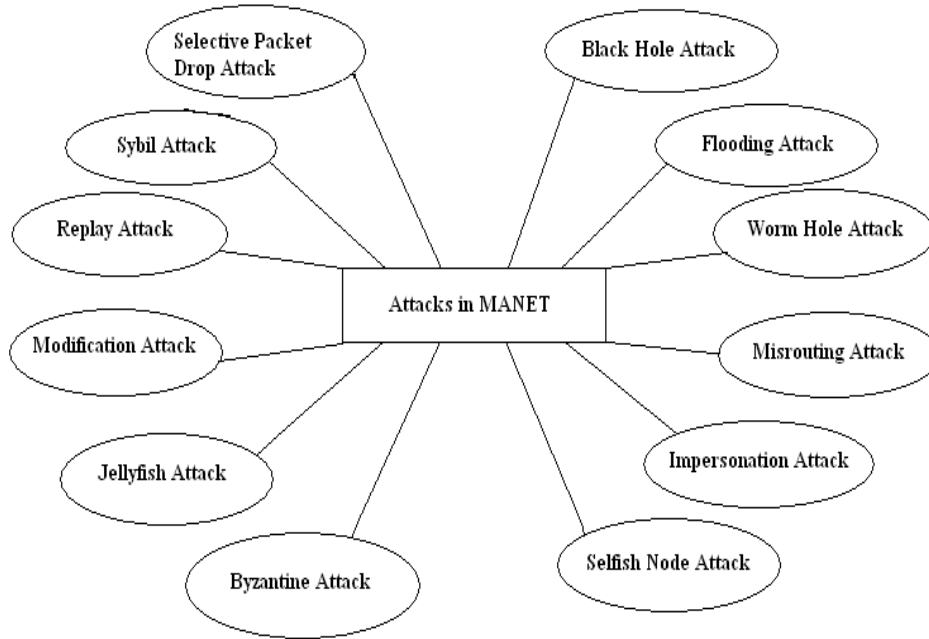 Selective Packet
Drop Attack
Black Hole Attack
Sybil Attack
Flooding Attack
Replay Attack
Worm Hole Attack
Attacks in MANET
Modification Attack
Misrouting Attack
Jellyfish Attack
Impersonation Attack
Byzantine Attack
Selfish Node Attack